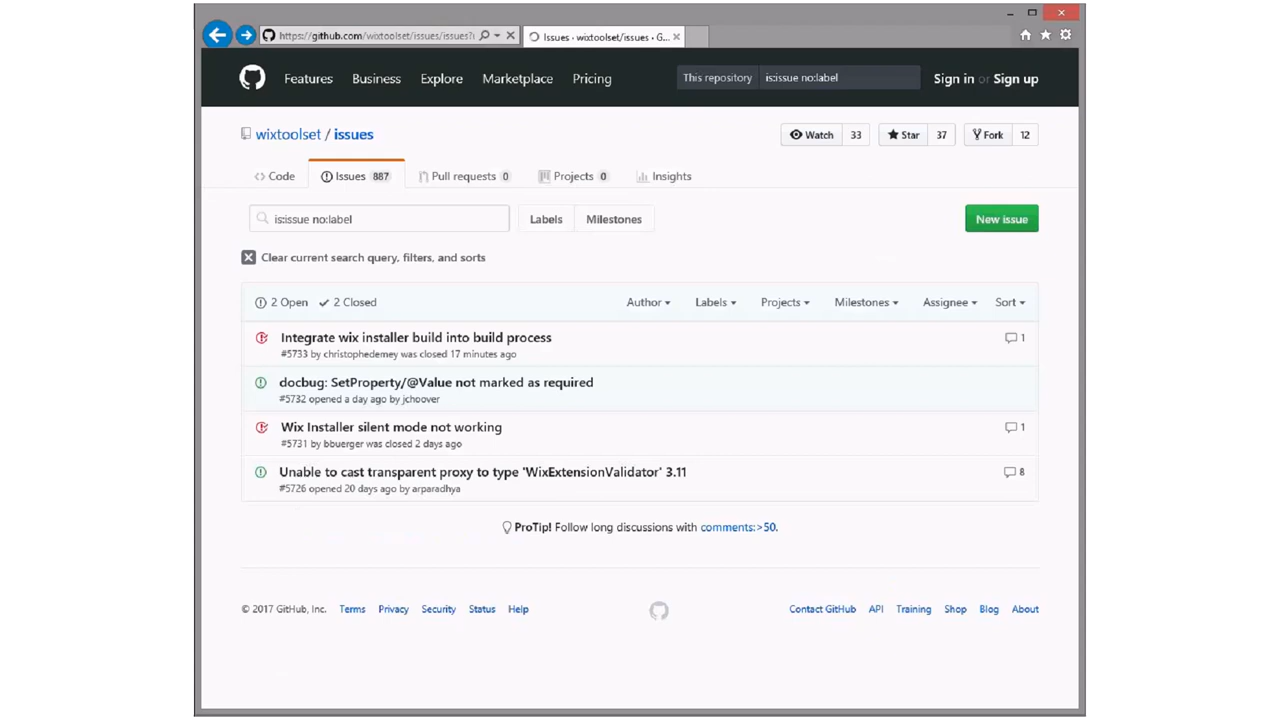 https://github.com/wixtoolset/issues/issues?
Issues · wixtoolset/issues · G...
Features Business Explore Marketplace Pricing This repository is:issue no:label Sign in or Sign up
wixtoolset / issues Watch 33 Star 37 Fork 12
Code Issues 887 Pull requests 0 Projects 0 Insights
is:issue no:label Labels Milestones New issue
Clear current search query, filters, and sorts
2 Open 2 Closed Author Labels Projects Milestones Assignee Sort
Integrate wix installer build into build process 1
#5733 by christophedemey was closed 17 minutes ago
docbug: SetProperty/@Value not marked as required
#5732 opened a day ago by jchoover
Wix Installer silent mode not working 1
#5731 by bbuerger was closed 2 days ago
Unable to cast transparent proxy to type 'WixExtensionValidator' 3.11 8
#5726 opened 20 days ago by arparadhya
ProTip! Follow long discussions with comments:>50.
© 2017 GitHub, Inc. Terms Privacy Security Status Help Contact GitHub API Training Shop Blog About